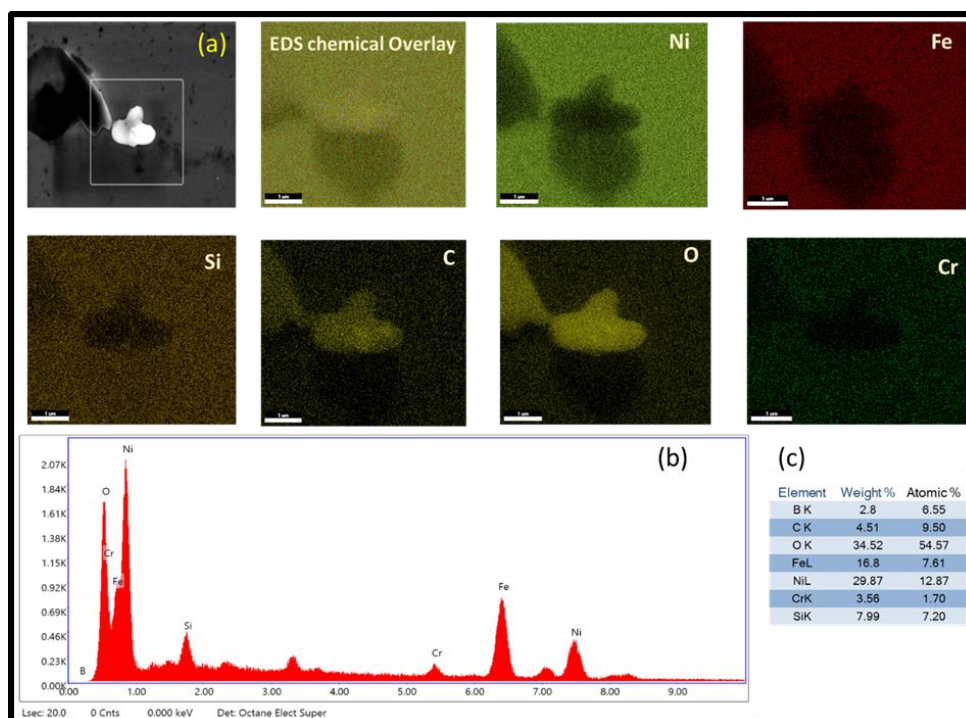 (a)
EDS chemical Overlay
Ni
Fe
1 um
1 um
1 um
Si
C
O
Cr
1 um
1 um
1 um
1 um
(b)
(c)
2.07K
1.84K
1.61K
1.38K
1.15K
0.92K
0.69K
0.46K
0.23K
0.00K
Ni
O
Cr
Fe
Fe
Ni
Si
Cr
B
0.00
1.00
2.00
3.00
4.00
5.00
6.00
7.00
8.00
9.00
Lsec: 20.0 0 Cnts 0.000 keV Det: Octane Elect Super
Element Weight % Atomic %
B K 2.8 6.55
C K 4.51 9.50
O K 34.52 54.57
FeL 16.8 7.61
NiL 29.87 12.87
CrK 3.56 1.70
SiK 7.99 7.20